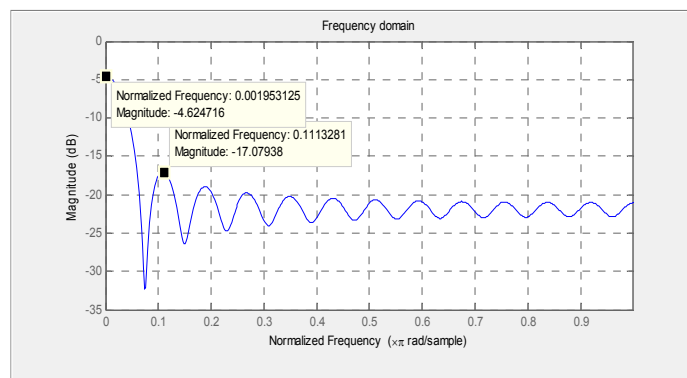 Frequency domain
0
-5
-10
-15
-20
-25
-30
-35
Magnitude (dB)
Normalized Frequency: 0.001953125
Magnitude: -4.624716
Normalized Frequency: 0.1113281
Magnitude: -17.07938
0 0.1 0.2 0.3 0.4 0.5 0.6 0.7 0.8 0.9
Normalized Frequency (×π rad/sample)